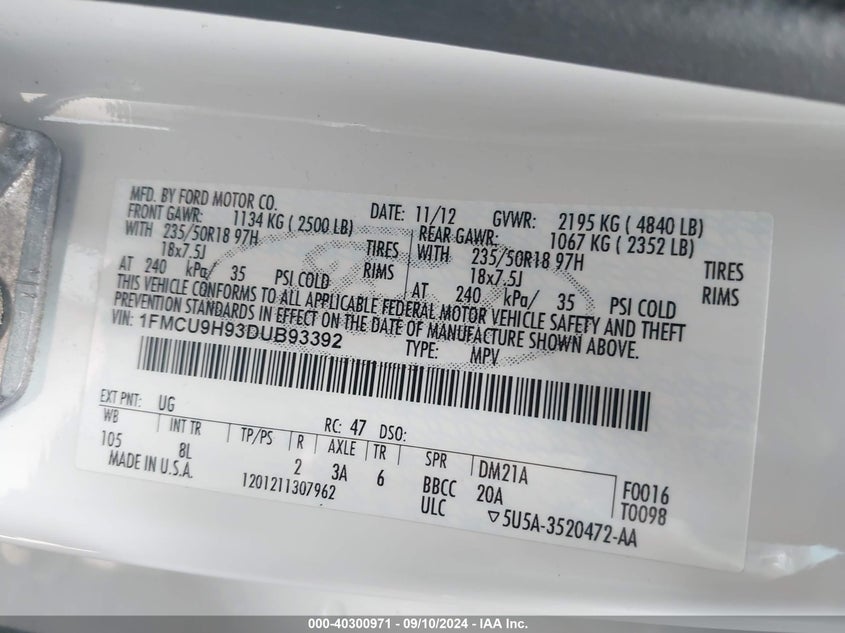 MFD. BY FORD MOTOR CO. DATE: 11/12 GVWR: 2195 KG ( 4840 LB)
FRONT GAWR: 1134 KG ( 2500 LB) REAR GAWR: 1067 KG ( 2352 LB)
WITH 235/50R18 97H TIRES WITH 235/50R18 97H TIRES
18x7.5J RIMS 18x7.5J RIMS
AT 240 kPa/ 35 PSI COLD AT 240 kPa/ 35 PSI COLD
THIS VEHICLE CONFORMS TO ALL APPLICABLE FEDERAL MOTOR VEHICLE SAFETY AND THEFT
PREVENTION STANDARDS IN EFFECT ON THE DATE OF MANUFACTURE SHOWN ABOVE.
VIN: 1FMCU9H93DUB93392 TYPE: MPV
EXT PNT: UG RC: 47 DSO:
WB INT TR TP/PS R AXLE TR SPR DM21A F0016
105 8L 2 3A 6 BBCC 20A T0098
MADE IN U.S.A. 1201211307962 ULC ▽5U5A-3520472-AA
000-40300971 - 09/10/2024 - IAA Inc.